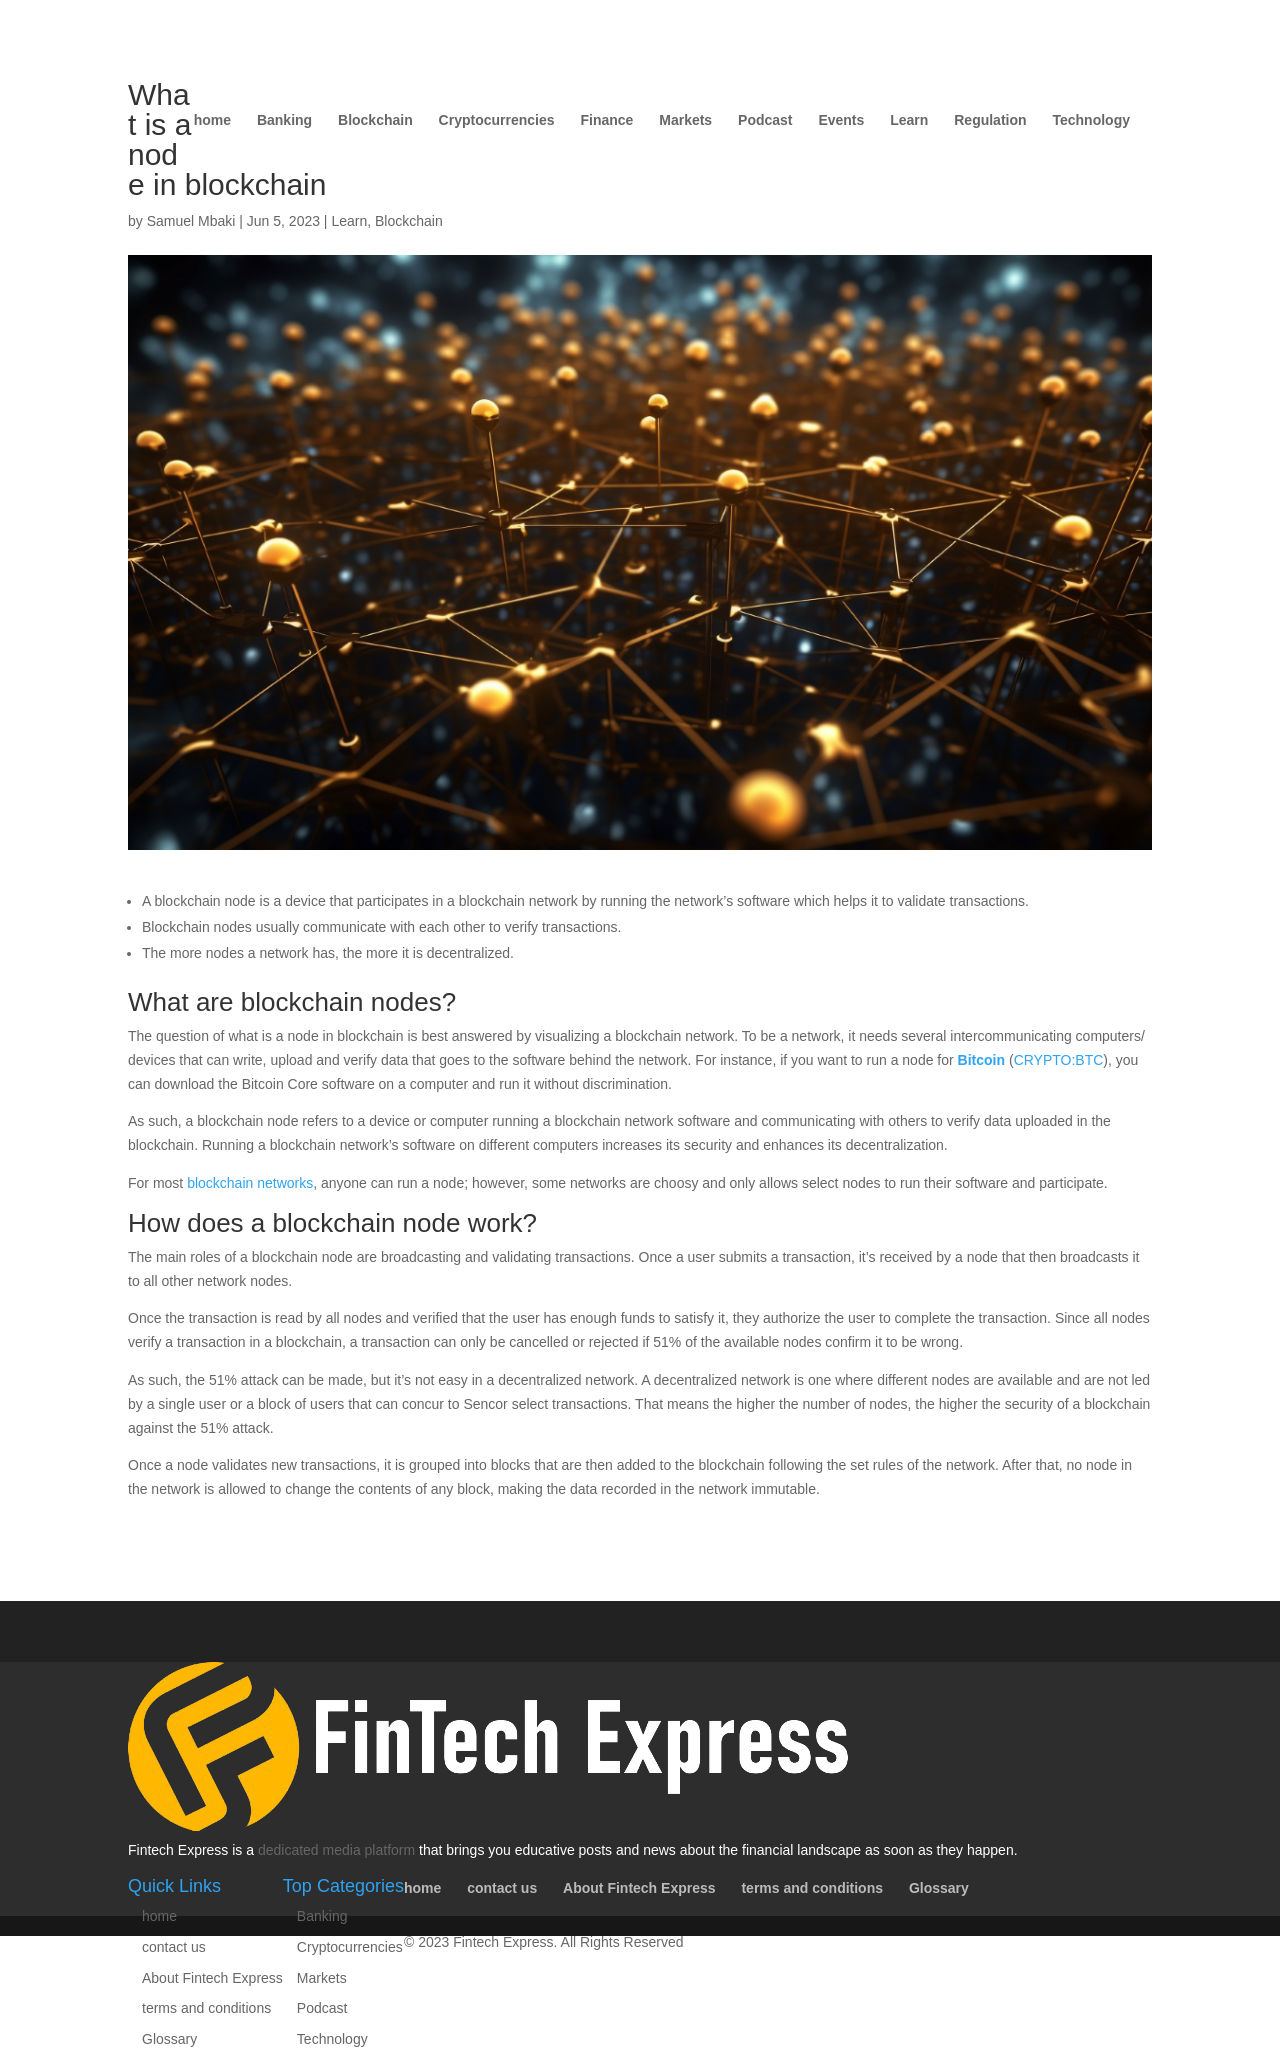 Wha
t is a
nod
e in blockchain
home Banking Blockchain Cryptocurrencies Finance Markets Podcast Events Learn Regulation Technology
by Samuel Mbaki | Jun 5, 2023 | Learn, Blockchain
• A blockchain node is a device that participates in a blockchain network by running the network’s software which helps it to validate transactions.
• Blockchain nodes usually communicate with each other to verify transactions.
• The more nodes a network has, the more it is decentralized.
What are blockchain nodes?
The question of what is a node in blockchain is best answered by visualizing a blockchain network. To be a network, it needs several intercommunicating computers/
devices that can write, upload and verify data that goes to the software behind the network. For instance, if you want to run a node for Bitcoin (CRYPTO:BTC), you
can download the Bitcoin Core software on a computer and run it without discrimination.
As such, a blockchain node refers to a device or computer running a blockchain network software and communicating with others to verify data uploaded in the
blockchain. Running a blockchain network’s software on different computers increases its security and enhances its decentralization.
For most blockchain networks, anyone can run a node; however, some networks are choosy and only allows select nodes to run their software and participate.
How does a blockchain node work?
The main roles of a blockchain node are broadcasting and validating transactions. Once a user submits a transaction, it’s received by a node that then broadcasts it
to all other network nodes.
Once the transaction is read by all nodes and verified that the user has enough funds to satisfy it, they authorize the user to complete the transaction. Since all nodes
verify a transaction in a blockchain, a transaction can only be cancelled or rejected if 51% of the available nodes confirm it to be wrong.
As such, the 51% attack can be made, but it’s not easy in a decentralized network. A decentralized network is one where different nodes are available and are not led
by a single user or a block of users that can concur to Sencor select transactions. That means the higher the number of nodes, the higher the security of a blockchain
against the 51% attack.
Once a node validates new transactions, it is grouped into blocks that are then added to the blockchain following the set rules of the network. After that, no node in
the network is allowed to change the contents of any block, making the data recorded in the network immutable.
FinTech Express
Fintech Express is a dedicated media platform that brings you educative posts and news about the financial landscape as soon as they happen.
Quick Links
home
contact us
About Fintech Express
terms and conditions
Glossary
Top Categories
Banking
Cryptocurrencies
Markets
Podcast
Technology
home contact us About Fintech Express terms and conditions Glossary
© 2023 Fintech Express. All Rights Reserved